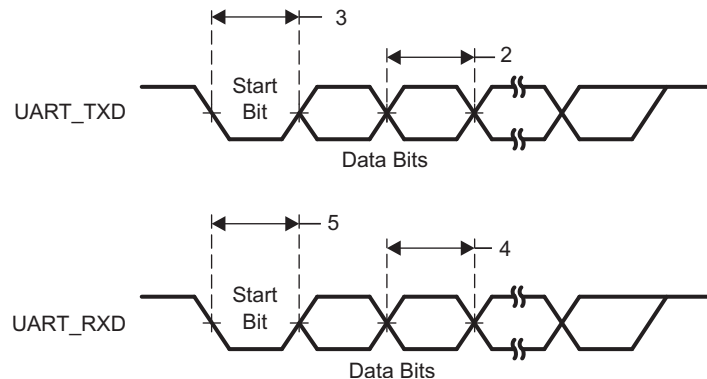 3
2
Start
Bit
UART_TXD
Data Bits
5
4
Start
Bit
UART_RXD
Data Bits